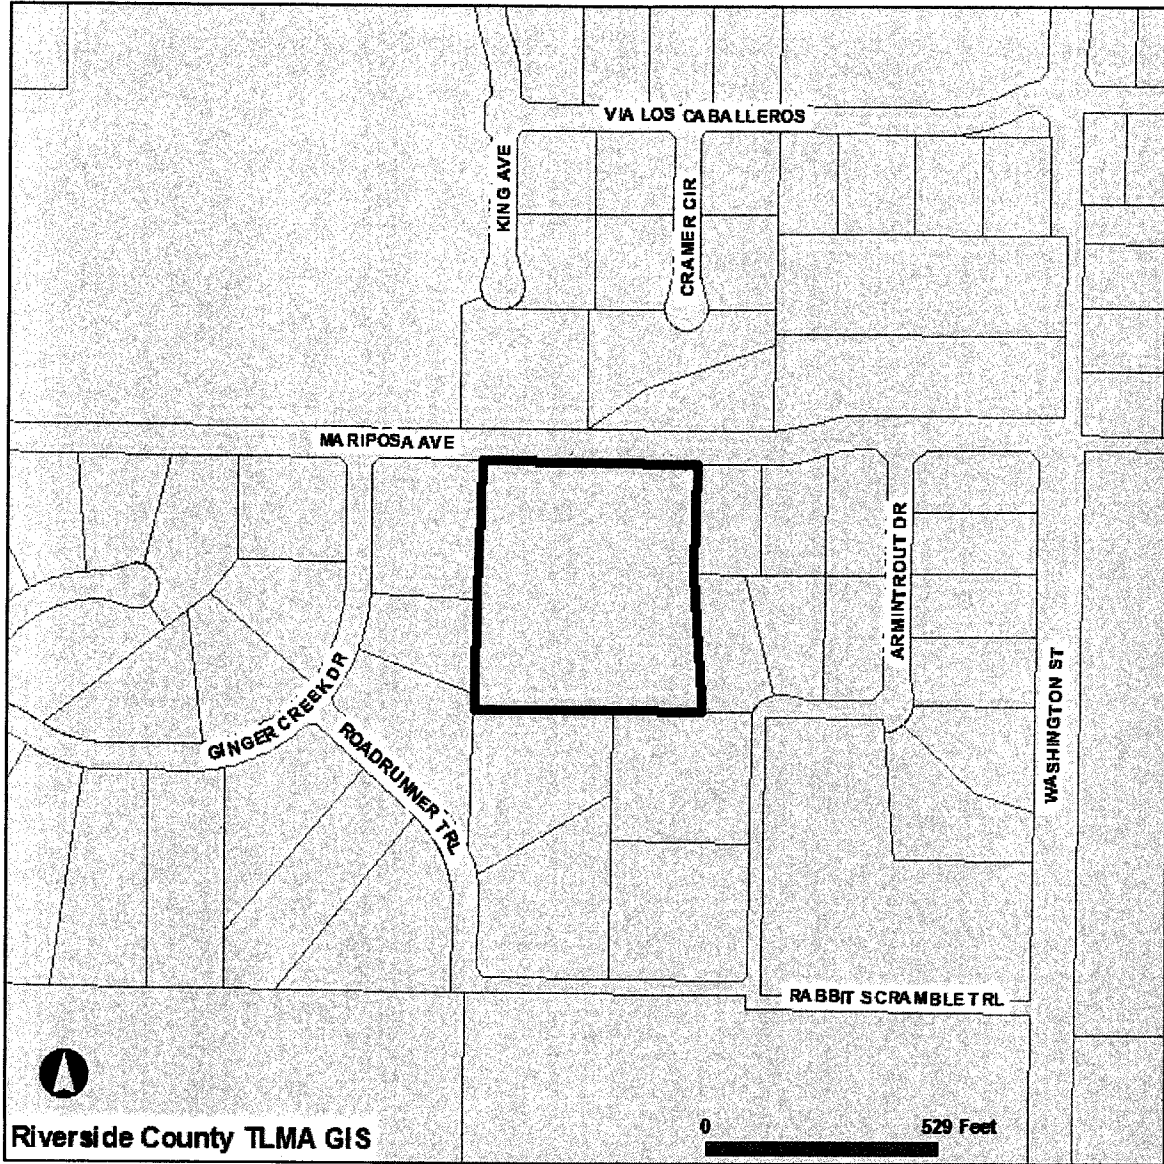 VIA LOS CABALLEROS
KING AVE
CRAMER CIR
MARIPOSA AVE
ARMINTROUT DR
WASHINGTON ST
GINGER CREEK DR
ROADRUNNER TRL
RABBIT SCRAMBLE TRL
Riverside County TLMA GIS
0 529 Feet